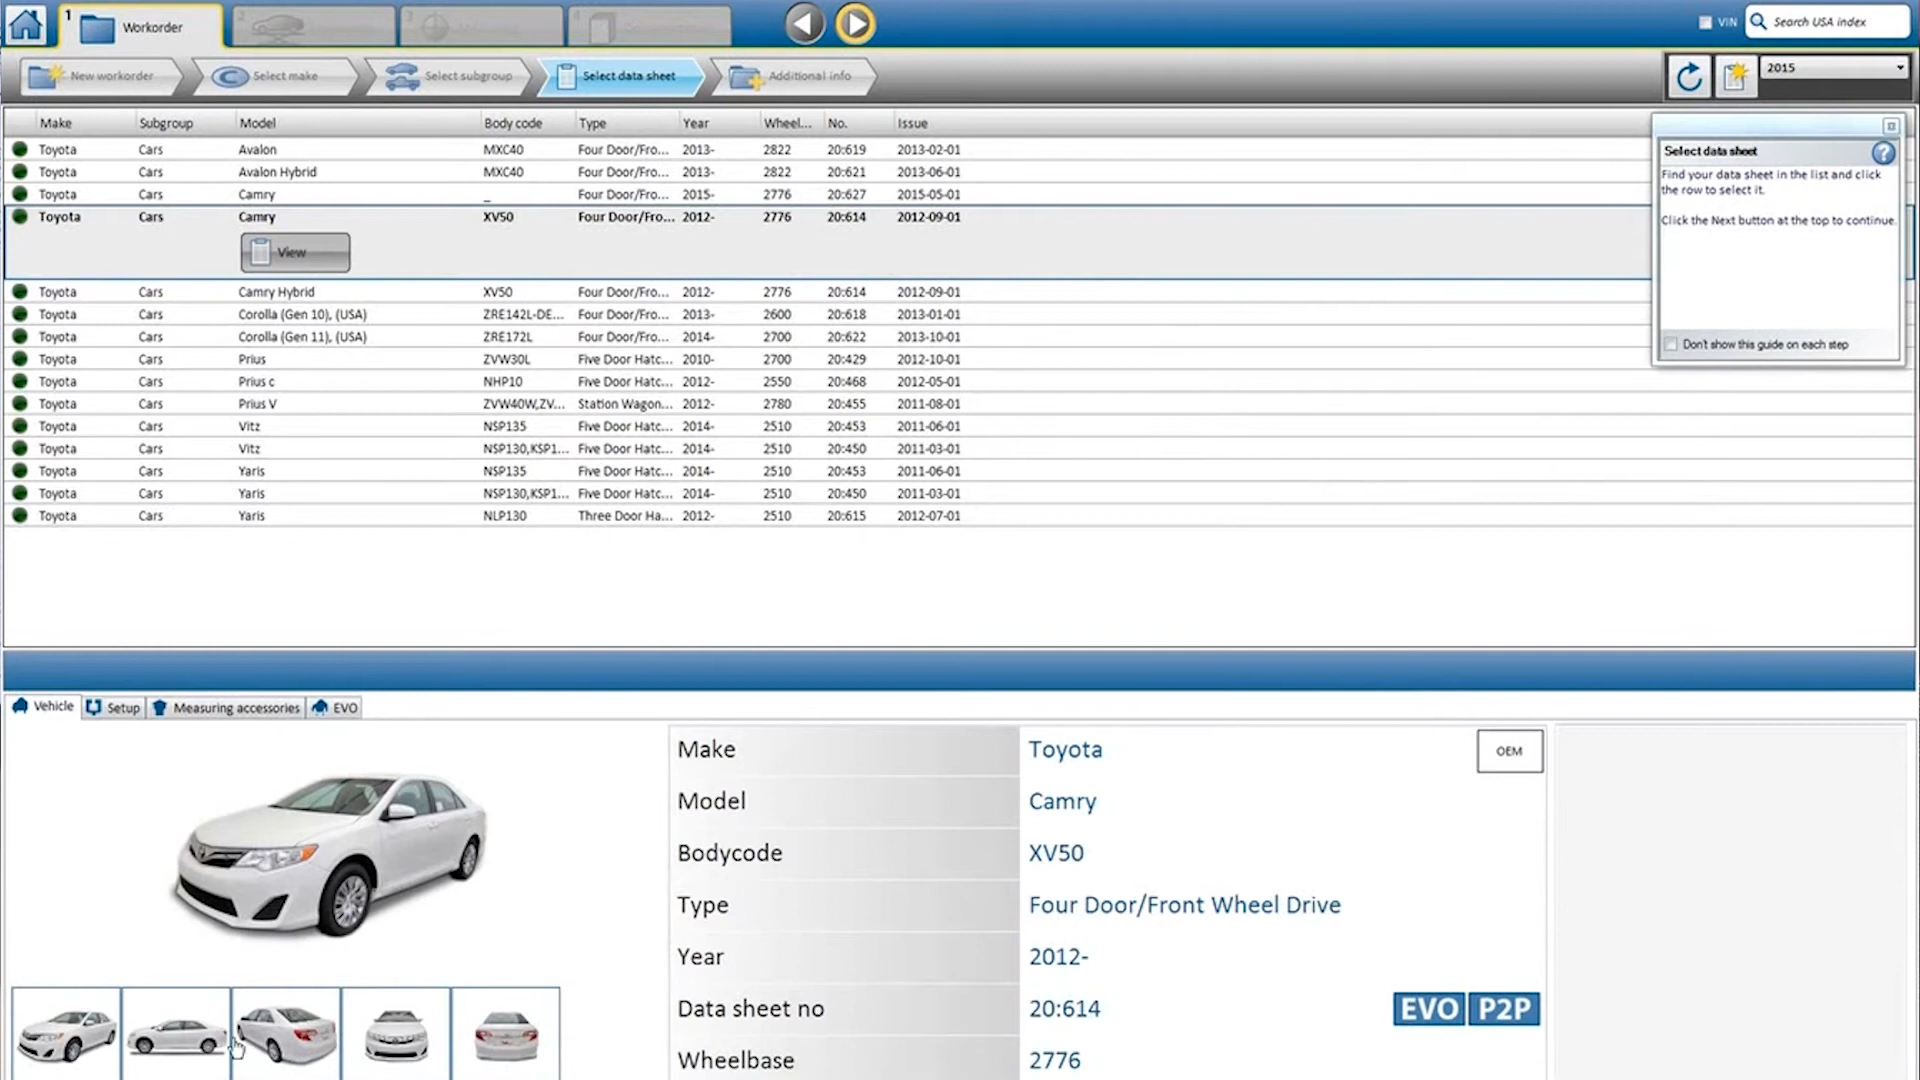 1 Workorder 2 3 4 VIN Search USA index
New workorder Select make Select subgroup Select data sheet Additional info 2015
Make Subgroup Model Body code Type Year Wheel... No. Issue
Toyota Cars Avalon MXC40 Four Door/Fro... 2013- 2822 20:619 2013-02-01
Toyota Cars Avalon Hybrid MXC40 Four Door/Fro... 2013- 2822 20:621 2013-06-01
Toyota Cars Camry _ Four Door/Fro... 2015- 2776 20:627 2015-05-01
Toyota Cars Camry XV50 Four Door/Fro... 2012- 2776 20:614 2012-09-01
View
Toyota Cars Camry Hybrid XV50 Four Door/Fro... 2012- 2776 20:614 2012-09-01
Toyota Cars Corolla (Gen 10), (USA) ZRE142L-DE... Four Door/Fro... 2013- 2600 20:618 2013-01-01
Toyota Cars Corolla (Gen 11), (USA) ZRE172L Four Door/Fro... 2014- 2700 20:622 2013-10-01
Toyota Cars Prius ZVW30L Five Door Hatc... 2010- 2700 20:429 2012-10-01
Toyota Cars Prius c NHP10 Five Door Hatc... 2012- 2550 20:468 2012-05-01
Toyota Cars Prius V ZVW40W,ZV... Station Wagon... 2012- 2780 20:455 2011-08-01
Toyota Cars Vitz NSP135 Five Door Hatc... 2014- 2510 20:453 2011-06-01
Toyota Cars Vitz NSP130,KSP1... Five Door Hatc... 2014- 2510 20:450 2011-03-01
Toyota Cars Yaris NSP135 Five Door Hatc... 2014- 2510 20:453 2011-06-01
Toyota Cars Yaris NSP130,KSP1... Five Door Hatc... 2014- 2510 20:450 2011-03-01
Toyota Cars Yaris NLP130 Three Door Ha... 2012- 2510 20:615 2012-07-01
Select data sheet ?
Find your data sheet in the list and click
the row to select it.
Click the Next button at the top to continue.
Don't show this guide on each step
Vehicle Setup Measuring accessories EVO
Make Toyota OEM
Model Camry
Bodycode XV50
Type Four Door/Front Wheel Drive
Year 2012-
Data sheet no 20:614 EVO P2P
Wheelbase 2776